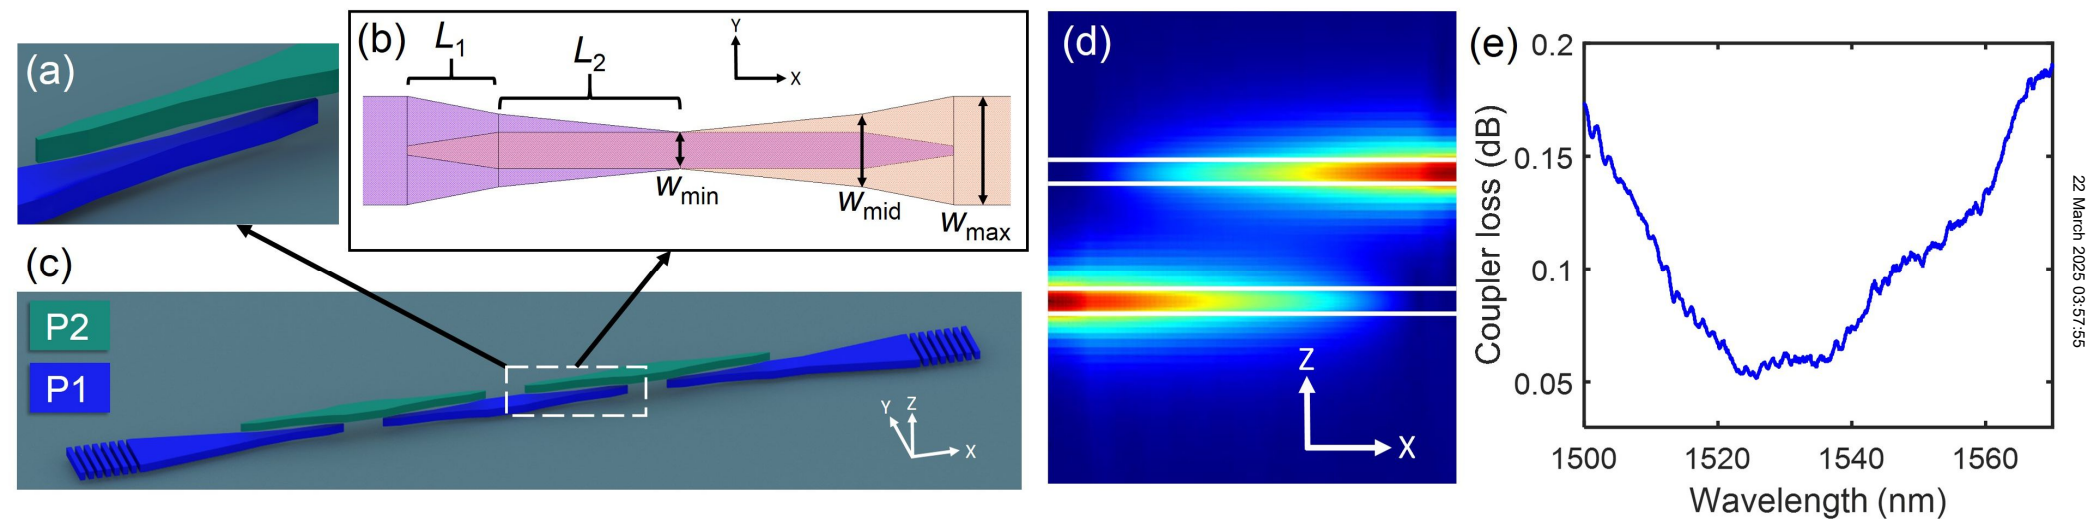 (a)
(b)
L1
L2
Y
X
wmin
wmid
wmax
(c)
P2
P1
Y
Z
X
(d)
Z
X
(e)
Coupler loss (dB)
0.2
0.15
0.1
0.05
1500 1520 1540 1560
Wavelength (nm)
22 March 2025 03:57:55